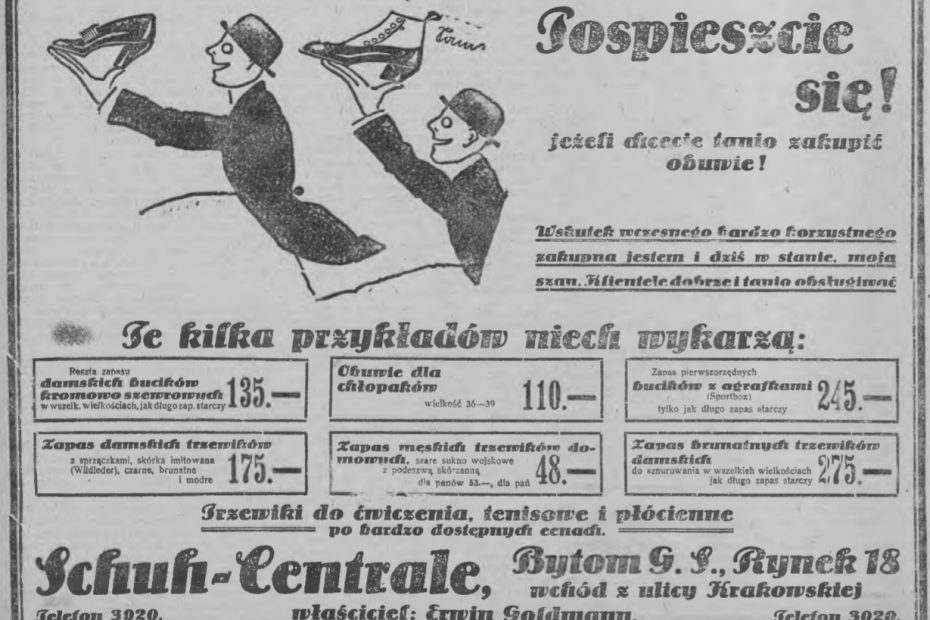 Pospieszcie
się!
jeżeli chcecie tanio zakupić
obuwie!
Wskutek wczesnego bardzo korzustnego
zakupna jestem i dziś w stanie, moją
szan. Klientele dobrze i tanio obsługiwać
Te kilka przykładów niech wykarzą:
Reszta zapasu
damskich bucików
kromowo szewrowych
w wszelk. wielkościach, jak długo zap. starczy
135.—
Obuwie dla
chłopaków
wielkość 36—39
110.—
Zapas pierwszorzędnych
bucików z agrafkami
(Sportbox)
tylko jak długo zapas starczy
245.—
Zapas damskich trzewików
z sprzączkami, skórka imitowana
(Wildleder), czarne, brunatne
i modre
175.—
Zapas męskich trzewików do-
mowych, szare sukno wojskowe
z podeszwą skórzanną
dla panów 53.—, dla pań
48.—
Zapas brunatnych trzewików
damskich
do sznurowania w wszelkich wielkościach
jak długo zapas starczy
275.—
Trzewiki do ćwiczenia, tenisowe i płócienne
po bardzo dostępnych cenach.
Schuh-Centrale,
Bytom G. S., Rynek 18
wchód z ulicy Krakowskiej
Telefon 3020.
właściciel: Erwin Goldmann.
Telefon 3020.